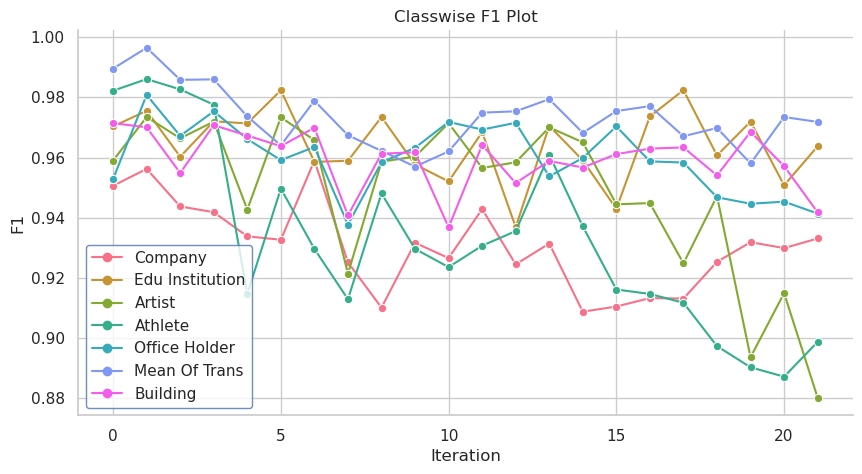 Classwise F1 Plot
1.00
0.98
0.96
0.94
0.92
0.90
0.88
F1
Company
Edu Institution
Artist
Athlete
Office Holder
Mean Of Trans
Building
0 5 10 15 20
Iteration